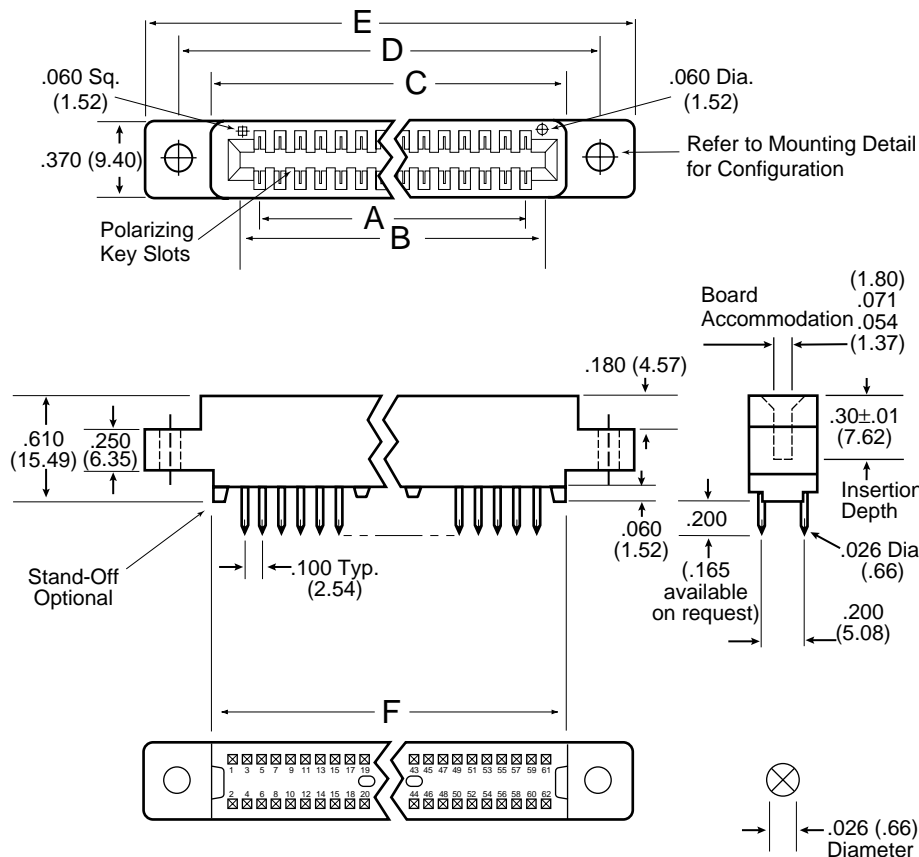 E
D
.060 Sq.
(1.52)
C
.060 Dia.
(1.52)
.370 (9.40)
Refer to Mounting Detail
for Configuration
Polarizing
Key Slots
A
B
Board
Accommodation
(1.80)
.071
.054
(1.37)
.180 (4.57)
.610
(15.49)
.250
(6.35)
.30±.01
(7.62)
Insertion
Depth
.060
(1.52)
.200
.026 Dia
(.66)
Stand-Off
Optional
.100 Typ.
(2.54)
(.165
available
on request)
.200
(5.08)
F
1 3 5 7 9 11 13 15 17 19 43 45 47 49 51 53 55 57 59 61
2 4 6 8 10 12 14 15 18 20 44 46 48 50 52 54 56 58 60 62
.026 (.66)
Diameter